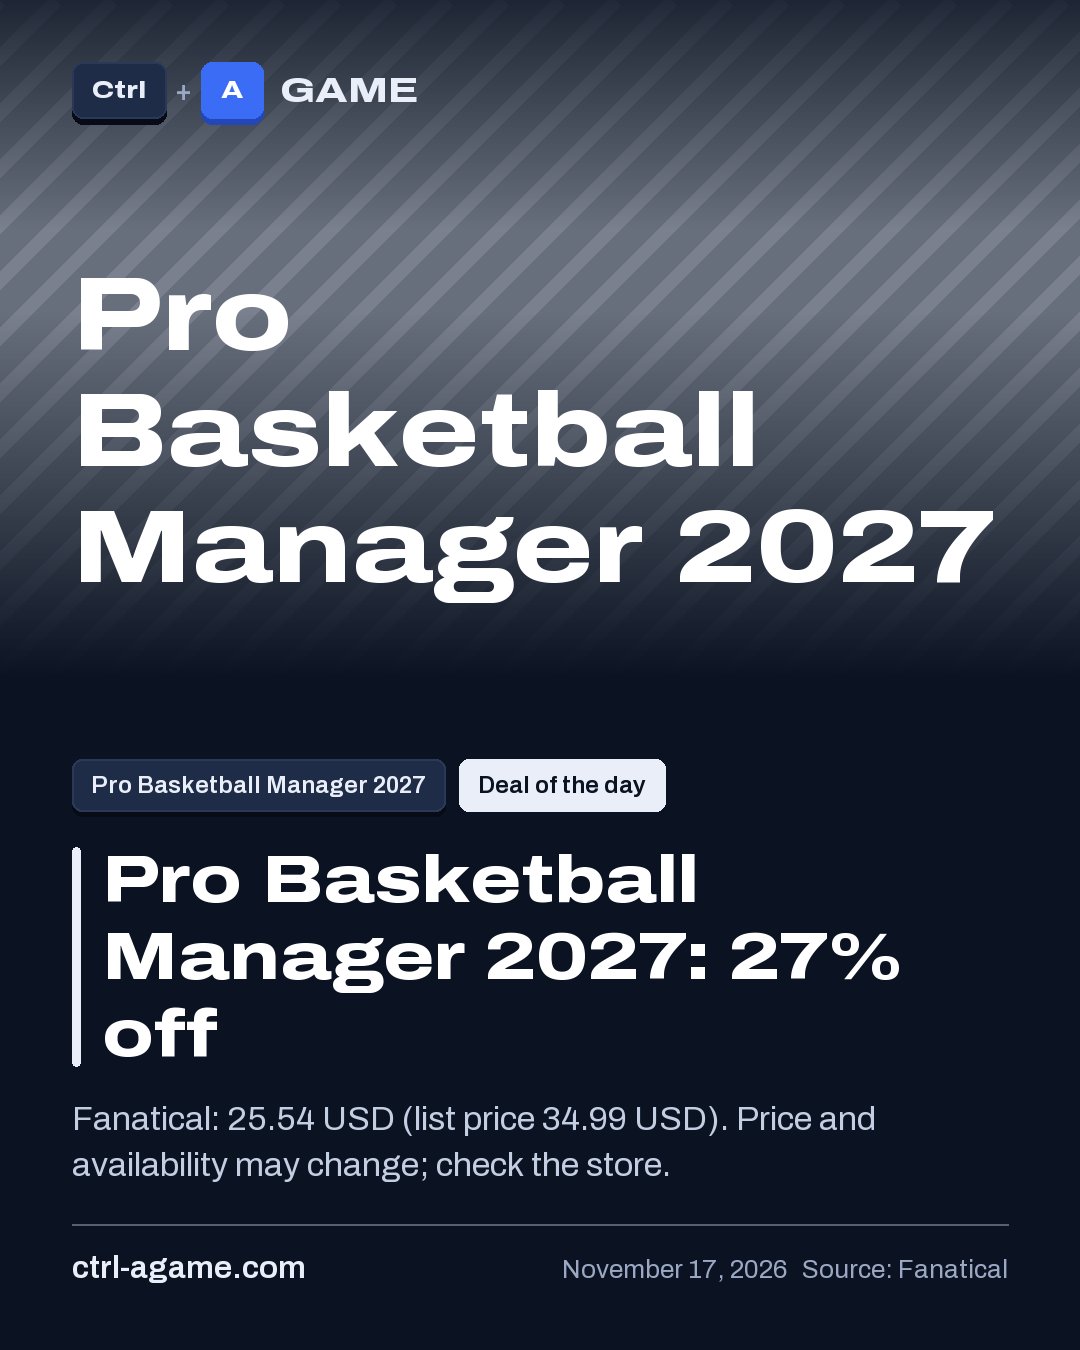 Ctrl + A GAME
Pro
Basketball
Manager 2027
Pro Basketball Manager 2027 Deal of the day
Pro Basketball
Manager 2027: 27%
off
Fanatical: 25.54 USD (list price 34.99 USD). Price and
availability may change; check the store.
ctrl-agame.com November 17, 2026 Source: Fanatical